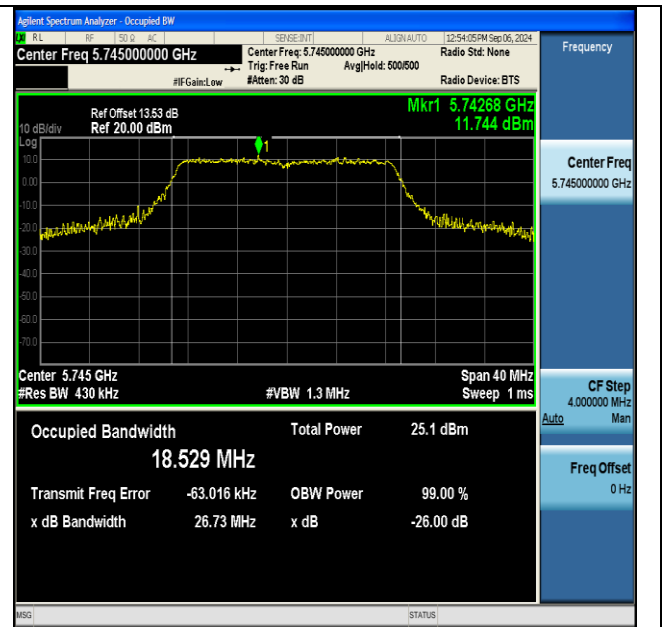 Agilent Spectrum Analyzer - Occupied BW
LXI RL RF 50 Ω AC SENSE:INT ALIGNAUTO 12:54:05PM Sep 06, 2024
Center Freq 5.745000000 GHz
Center Freq: 5.745000000 GHz Radio Std: None
Trig: Free Run Avg|Hold: 500/500
#IFGain:Low #Atten: 30 dB Radio Device: BTS
Frequency
Ref Offset 13.53 dB
10 dB/div Ref 20.00 dBm
Mkr1 5.74268 GHz
11.744 dBm
Log
1
10.0
0.00
-10.0
-20.0
-30.0
-40.0
-50.0
-60.0
-70.0
Center Freq
5.745000000 GHz
Center 5.745 GHz Span 40 MHz
#Res BW 430 kHz #VBW 1.3 MHz Sweep 1 ms
CF Step
4.000000 MHz
Auto Man
Occupied Bandwidth Total Power 25.1 dBm
18.529 MHz
Transmit Freq Error -63.016 kHz OBW Power 99.00 %
x dB Bandwidth 26.73 MHz x dB -26.00 dB
Freq Offset
0 Hz
MSG STATUS